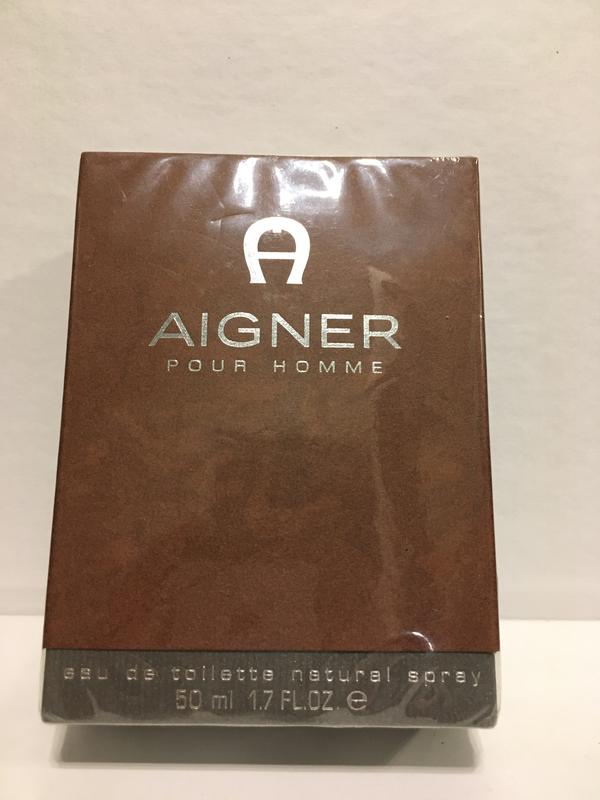 A
AIGNER
POUR HOMME
eau de toilette natural spray
50 ml 1.7 FL.OZ. ℮